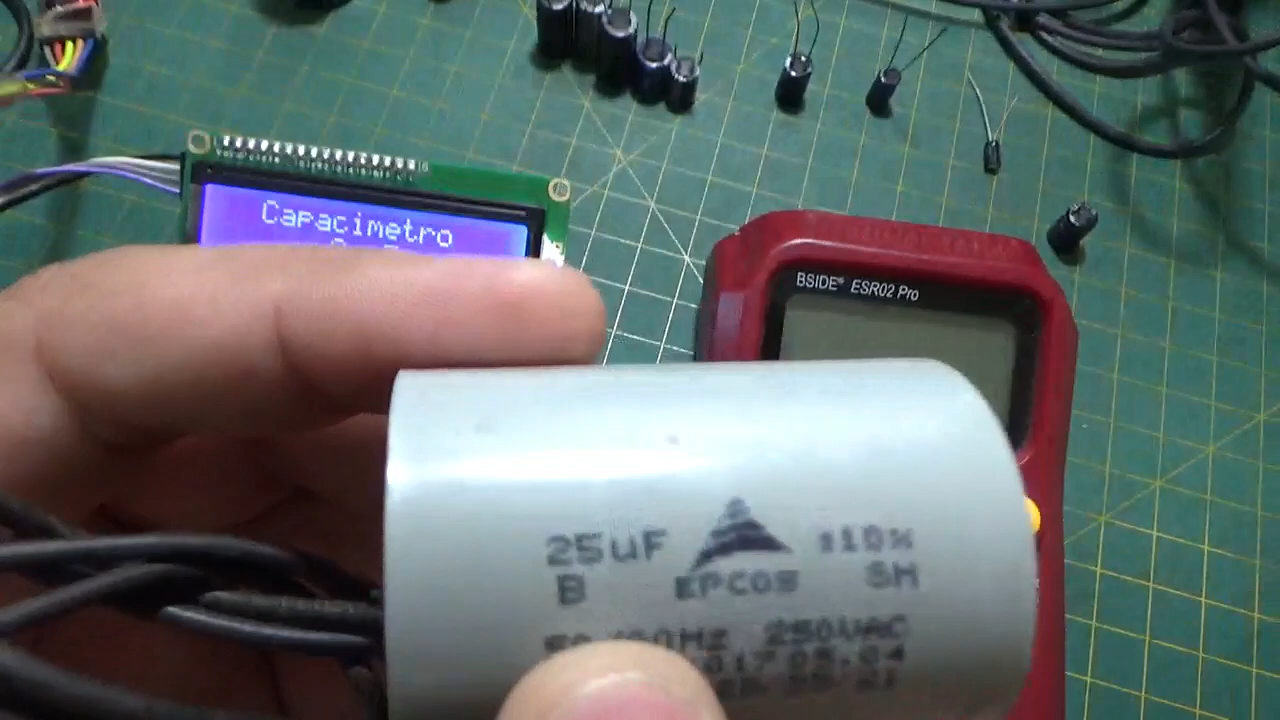 Capacimetro
BSIDE® ESR02 Pro
25uF ±10%
B EPCOS SH
250VAC